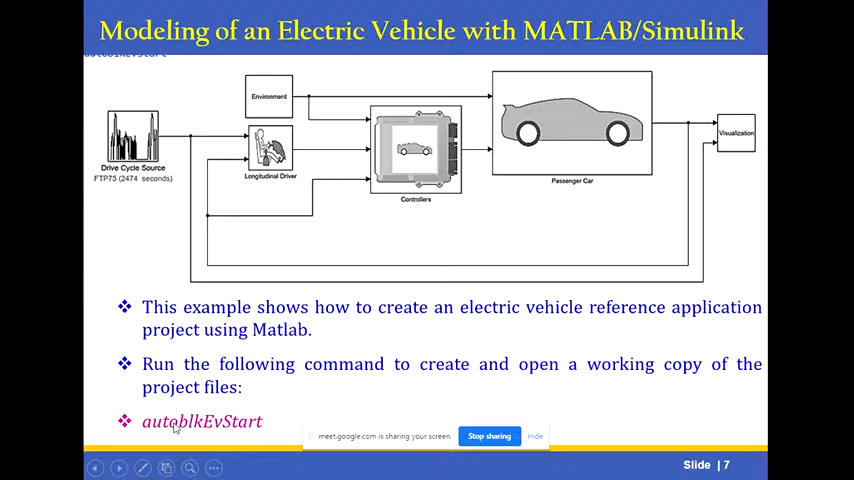 Modeling of an Electric Vehicle with MATLAB/Simulink
Environment
Drive Cycle Source
FTP75 (2474 seconds)
Longitudinal Driver
Controllers
Passenger Car
Visualization
❖ This example shows how to create an electric vehicle reference application
project using Matlab.
❖ Run the following command to create and open a working copy of the
project files:
❖ autoblkEvStart
meet.google.com is sharing your screen.
Stop sharing
Hide
Slide | 7